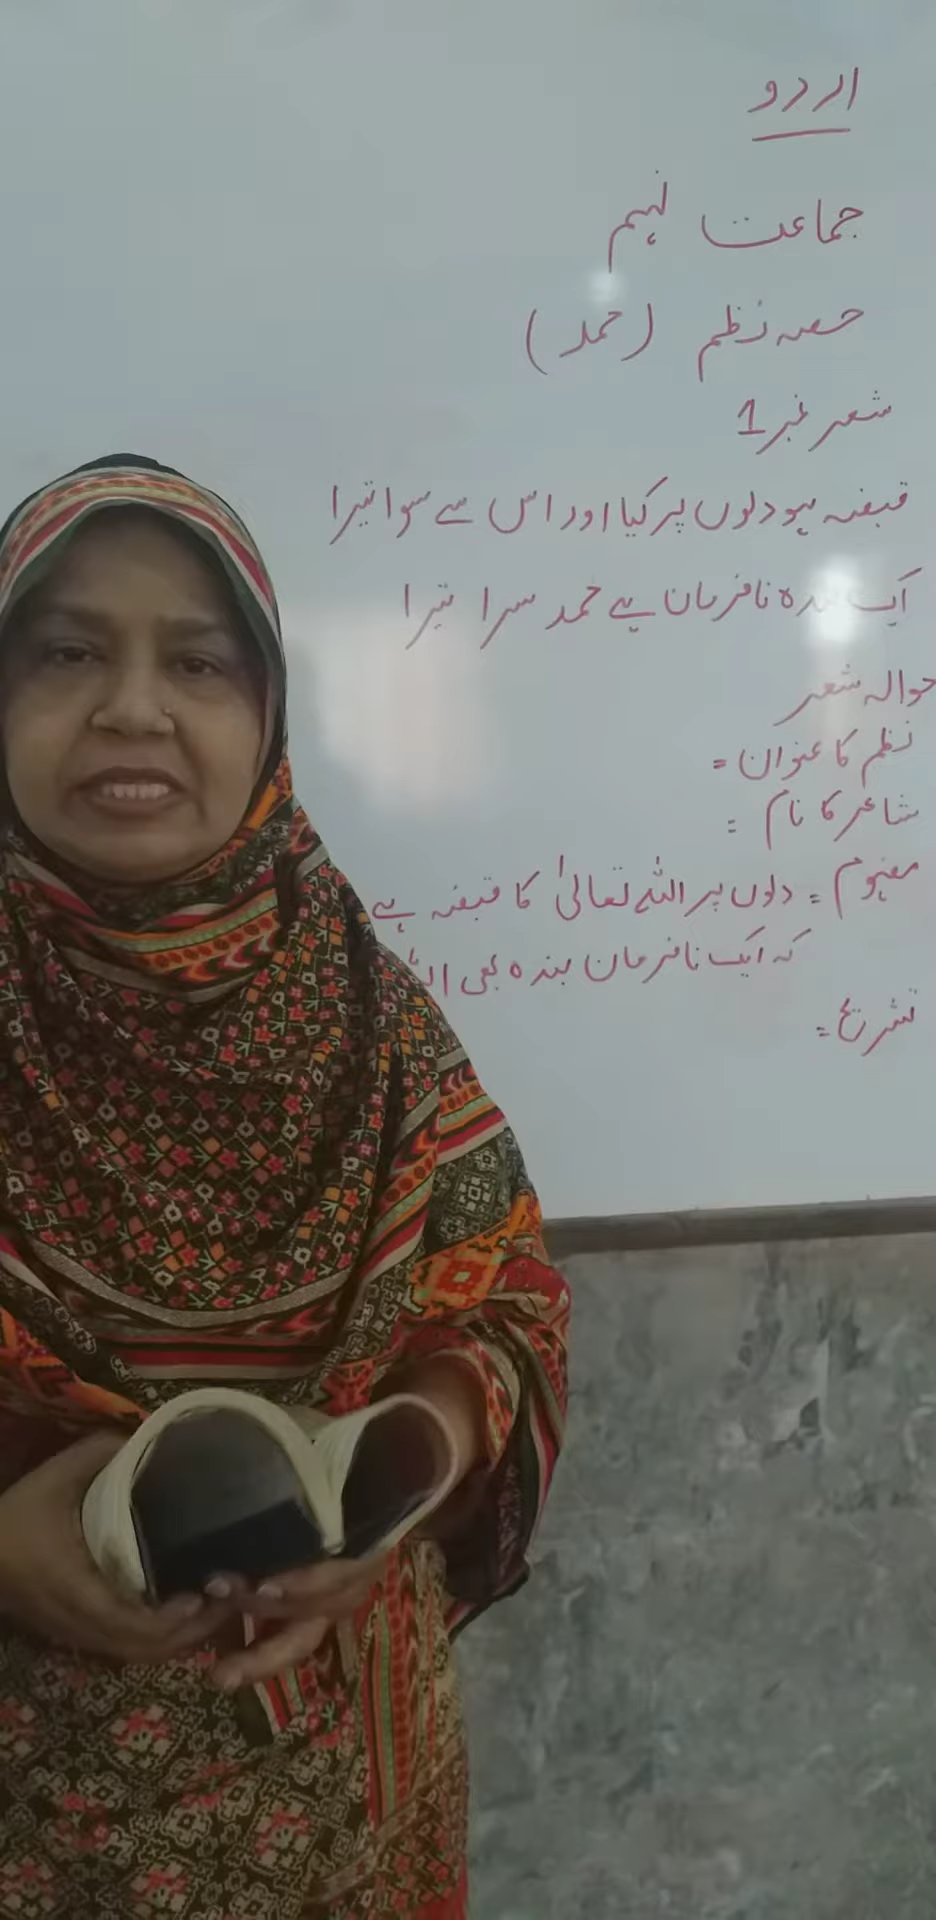 اردو
جماعت نہم
حصہ نظم (حمد)
شعر نمبر 1
قبضہ ہو دلوں پر کیا اور اس سے سوا تیرا
اک بندہ نافرمان ہے حمد سرا تیرا
حوالہ شعر
نظم کا عنوان =
شاعر کا نام =
مفہوم = دلوں پر اللہ تعالیٰ کا قبضہ ہے
کہ ایک نافرمان بندہ بھی
تشریح =